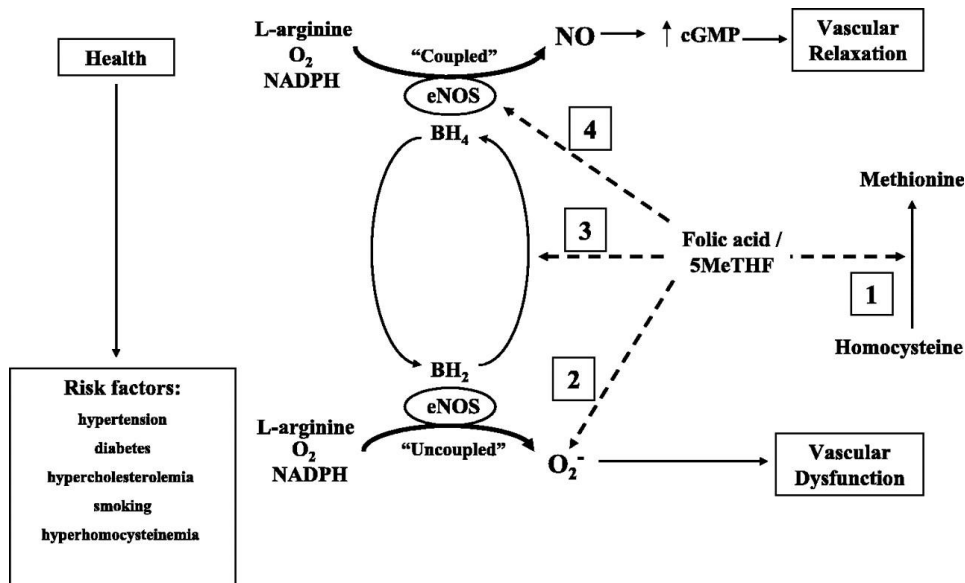 Health
L-arginine
O₂
NADPH
"Coupled"
eNOS
BH₄
NO
↑ cGMP
Vascular
Relaxation
4
3
Folic acid /
5MeTHF
Methionine
1
Homocysteine
2
BH₂
eNOS
L-arginine
O₂
NADPH
"Uncoupled"
O₂⁻
Vascular
Dysfunction
Risk factors:
hypertension
diabetes
hypercholesterolemia
smoking
hyperhomocysteinemia